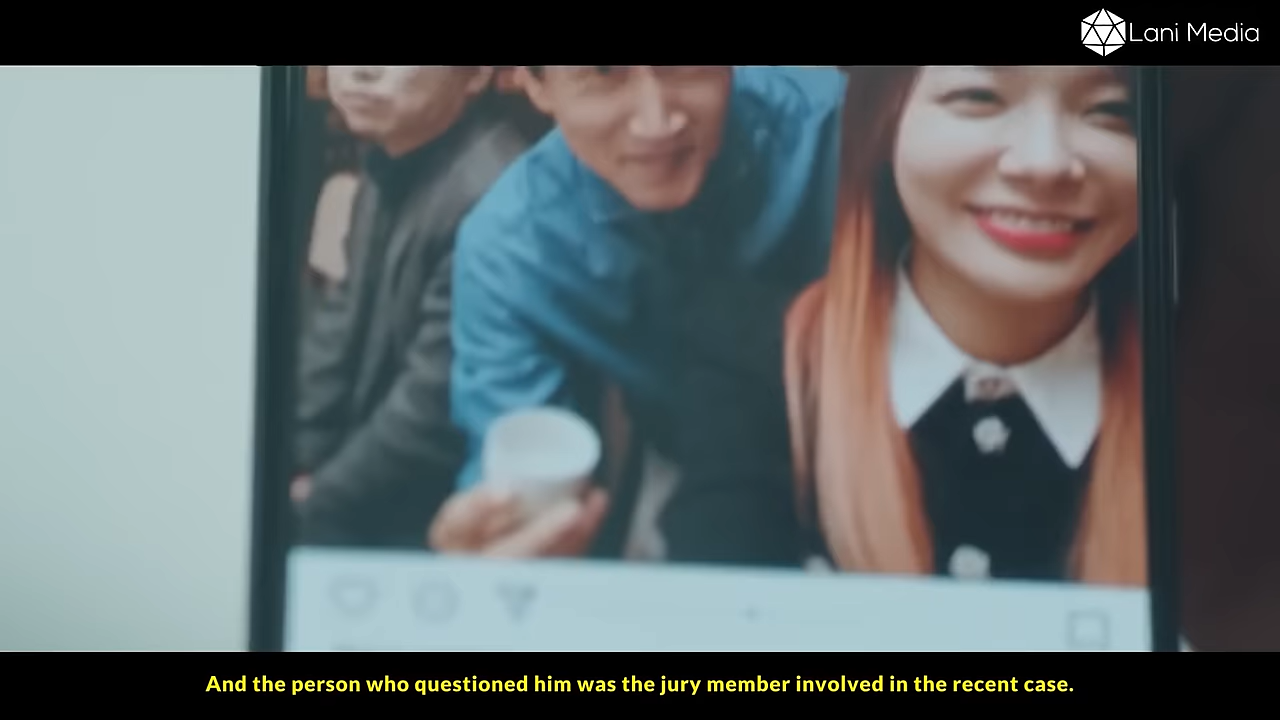 Lani Media
And the person who questioned him was the jury member involved in the recent case.